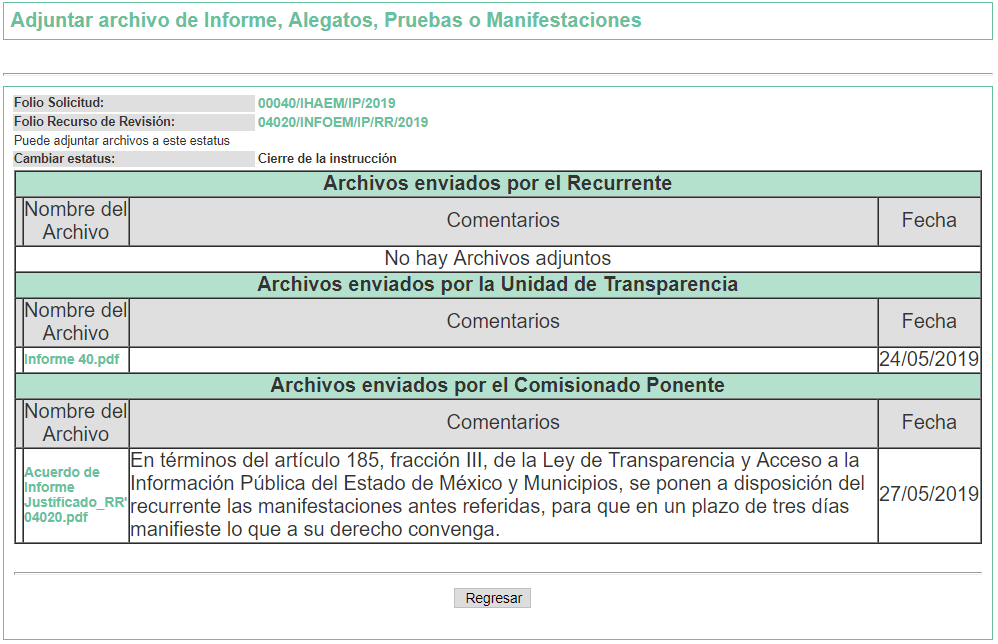 Adjuntar archivo de Informe, Alegatos, Pruebas o Manifestaciones
Folio Solicitud: 00040/IHAEM/IP/2019
Folio Recurso de Revisión: 04020/INFOEM/IP/RR/2019
Puede adjuntar archivos a este estatus
Cambiar estatus: Cierre de la instrucción
Archivos enviados por el Recurrente
Nombre del Archivo Comentarios Fecha
No hay Archivos adjuntos
Archivos enviados por la Unidad de Transparencia
Nombre del Archivo Comentarios Fecha
Informe 40.pdf 24/05/2019
Archivos enviados por el Comisionado Ponente
Nombre del Archivo Comentarios Fecha
Acuerdo de
Informe
Justificado_RR'
04020.pdf
En términos del artículo 185, fracción III, de la Ley de Transparencia y Acceso a la
Información Pública del Estado de México y Municipios, se ponen a disposición del
recurrente las manifestaciones antes referidas, para que en un plazo de tres días
manifieste lo que a su derecho convenga.
27/05/2019
Regresar